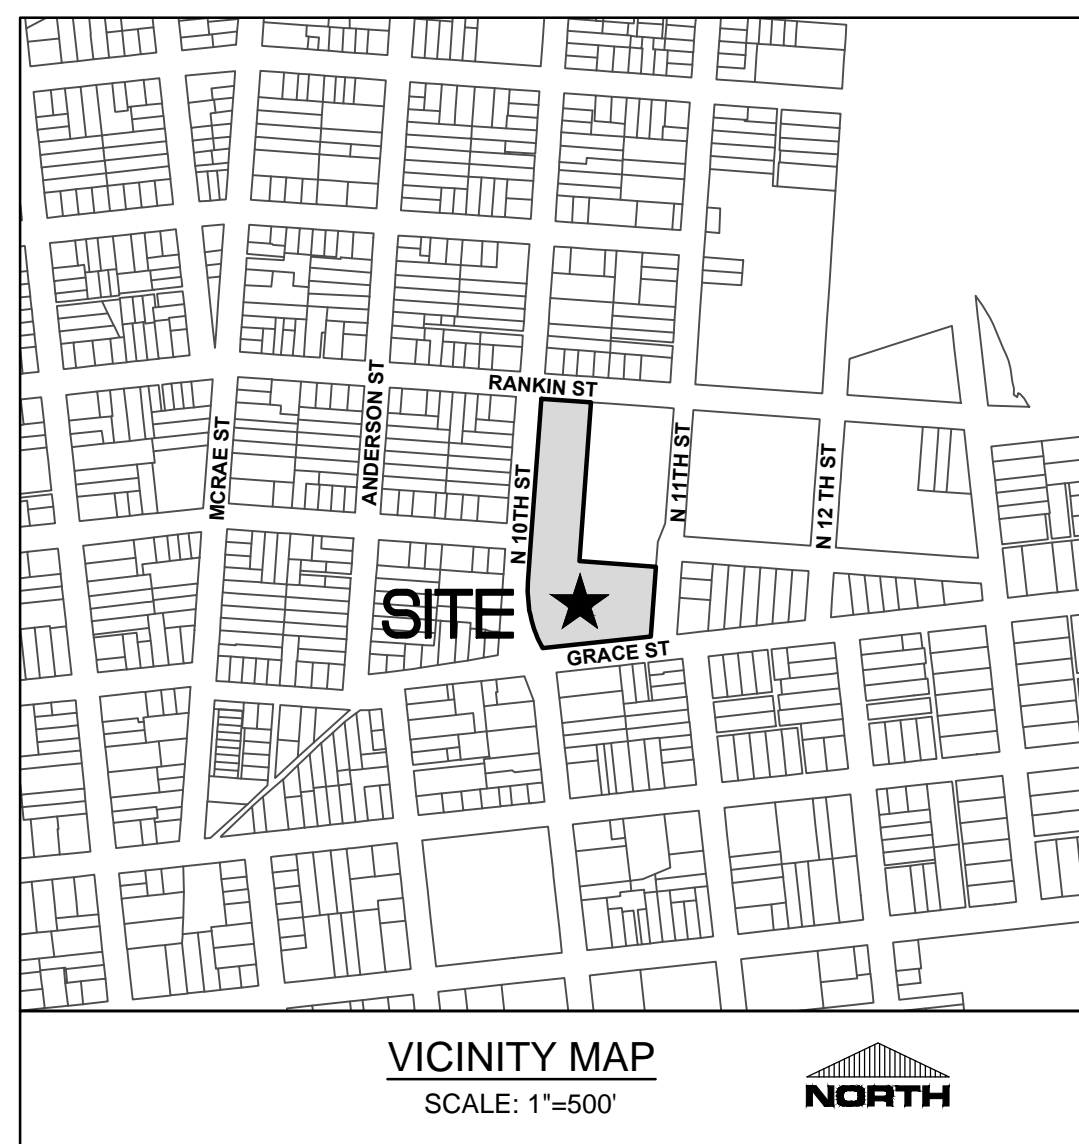 RANKIN ST
ANDERSON ST
MCRAE ST
N 11TH ST
N 12 TH ST
N 10TH ST
SITE
GRACE ST
VICINITY MAP
SCALE: 1"=500'
NORTH